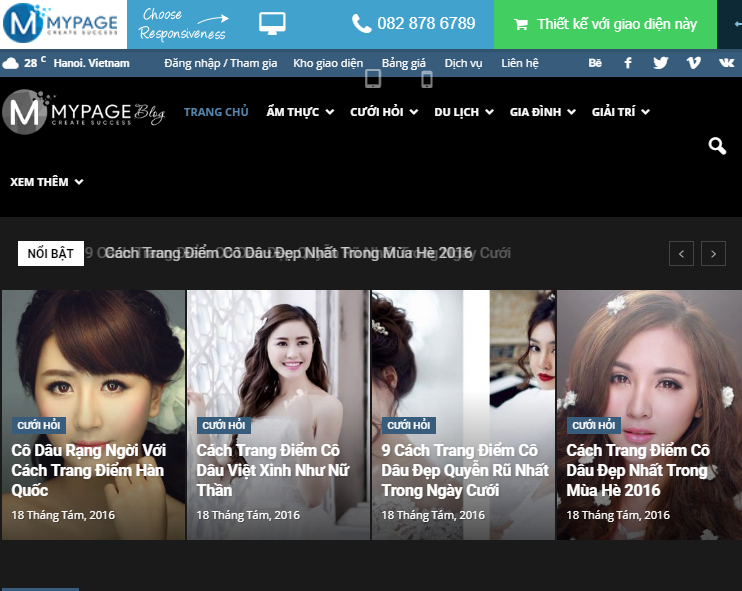 MYPAGE
CREATE SUCCESS
Choose
Responsiveness
082 878 6789
Thiết kế với giao diện này
28 C Hanoi. Vietnam
Đăng nhập / Tham gia Kho giao diện Bảng giá Dịch vụ Liên hệ
MYPAGE Blog
CREATE SUCCESS
TRANG CHỦ ẨM THỰC CƯỚI HỎI DU LỊCH GIA ĐÌNH GIẢI TRÍ
XEM THÊM
NỔI BẬT
Cách Trang Điểm Cô Dâu Đẹp Nhất Trong Mùa Hè 2016
CƯỚI HỎI
Cô Dâu Rạng Ngời Với
Cách Trang Điểm Hàn
Quốc
18 Tháng Tám, 2016
CƯỚI HỎI
Cách Trang Điểm Cô
Dâu Việt Xinh Như Nữ
Thần
18 Tháng Tám, 2016
CƯỚI HỎI
9 Cách Trang Điểm Cô
Dâu Đẹp Quyễn Rũ Nhất
Trong Ngày Cưới
18 Tháng Tám, 2016
CƯỚI HỎI
Cách Trang Điểm Cô
Dâu Đẹp Nhất Trong
Mùa Hè 2016
18 Tháng Tám, 2016